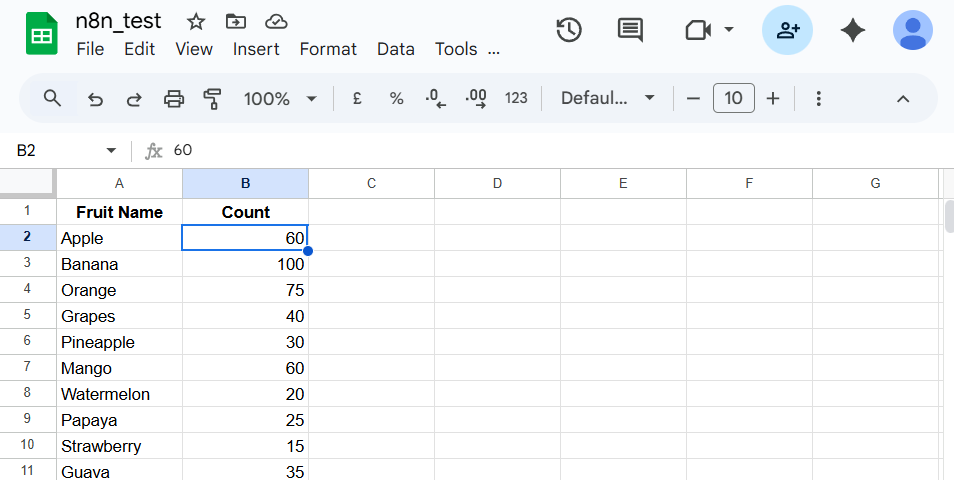 n8n_test
File Edit View Insert Format Data Tools ...
100% £ % .0 .00 123 Defaul... 10
B2 fx 60
A B C D E F G
1 Fruit Name Count
2 Apple 60
3 Banana 100
4 Orange 75
5 Grapes 40
6 Pineapple 30
7 Mango 60
8 Watermelon 20
9 Papaya 25
10 Strawberry 15
11 Guava 35